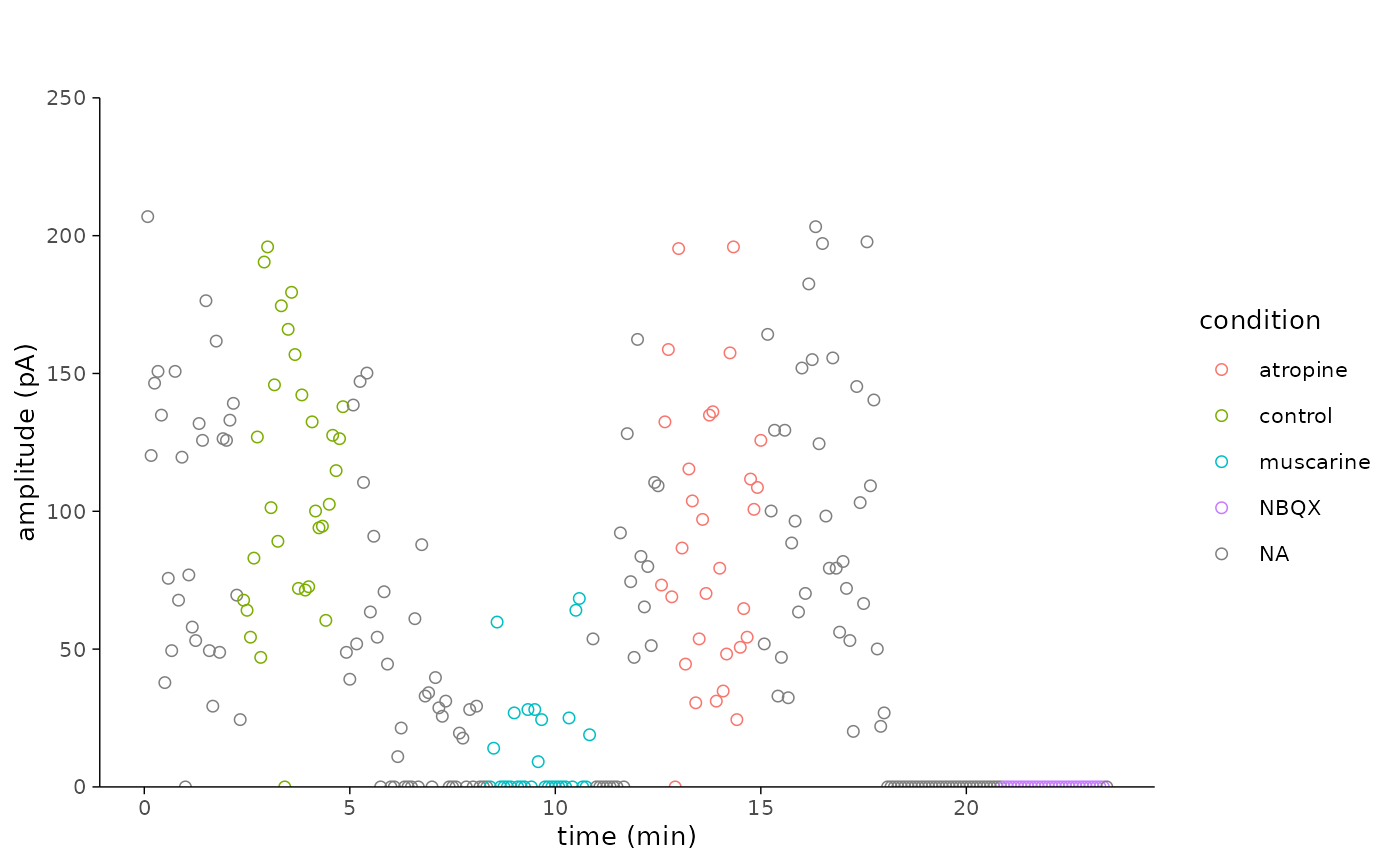 250
200
150
100
50
0
amplitude (pA)
0 5 10 15 20
time (min)
condition
atropine
control
muscarine
NBQX
NA